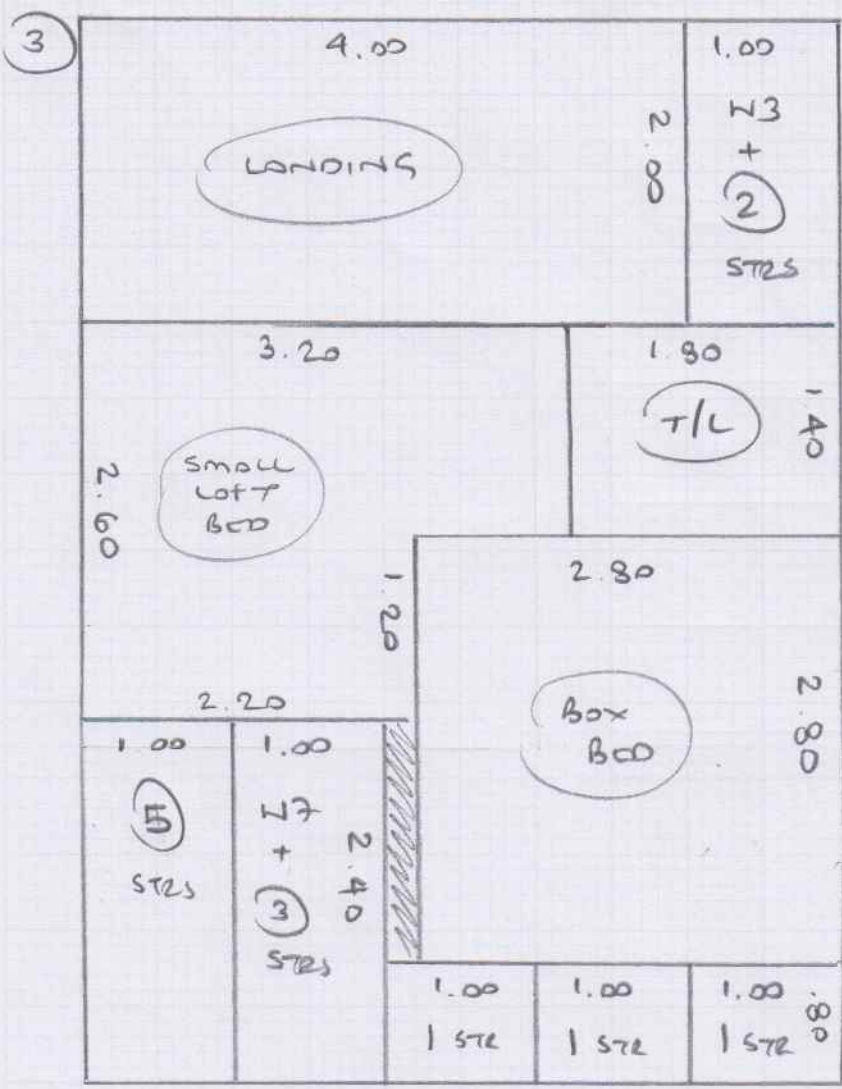 3
4.00
1.00
LANDING
2.00
W3
+
2
STRS
3.20
1.80
T/L
1.40
SMALL
LOFT
BED
2.60
1.20
2.80
BOX
BED
2.80
2.20
1.00
5
STRS
1.00
W7
+
3
STRS
2.40
1.00
1 STR
1.00
1 STR
1.00
1 STR
.80